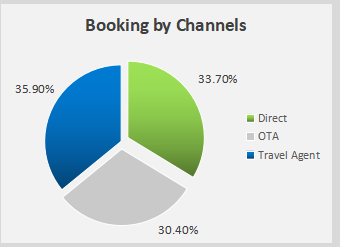 Booking by Channels
35.90%
33.70%
Direct
OTA
Travel Agent
30.40%